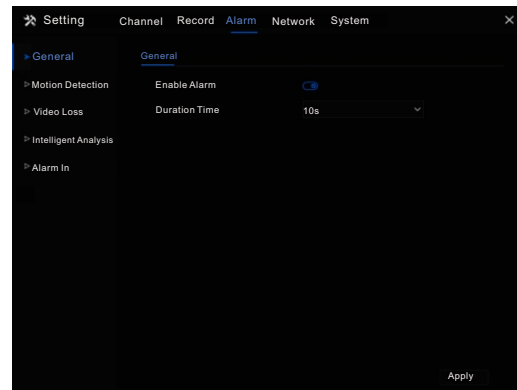 Setting Channel Record Alarm Network System
General
Motion Detection
Video Loss
Intelligent Analysis
Alarm In
General
Enable Alarm
Duration Time 10s
Apply